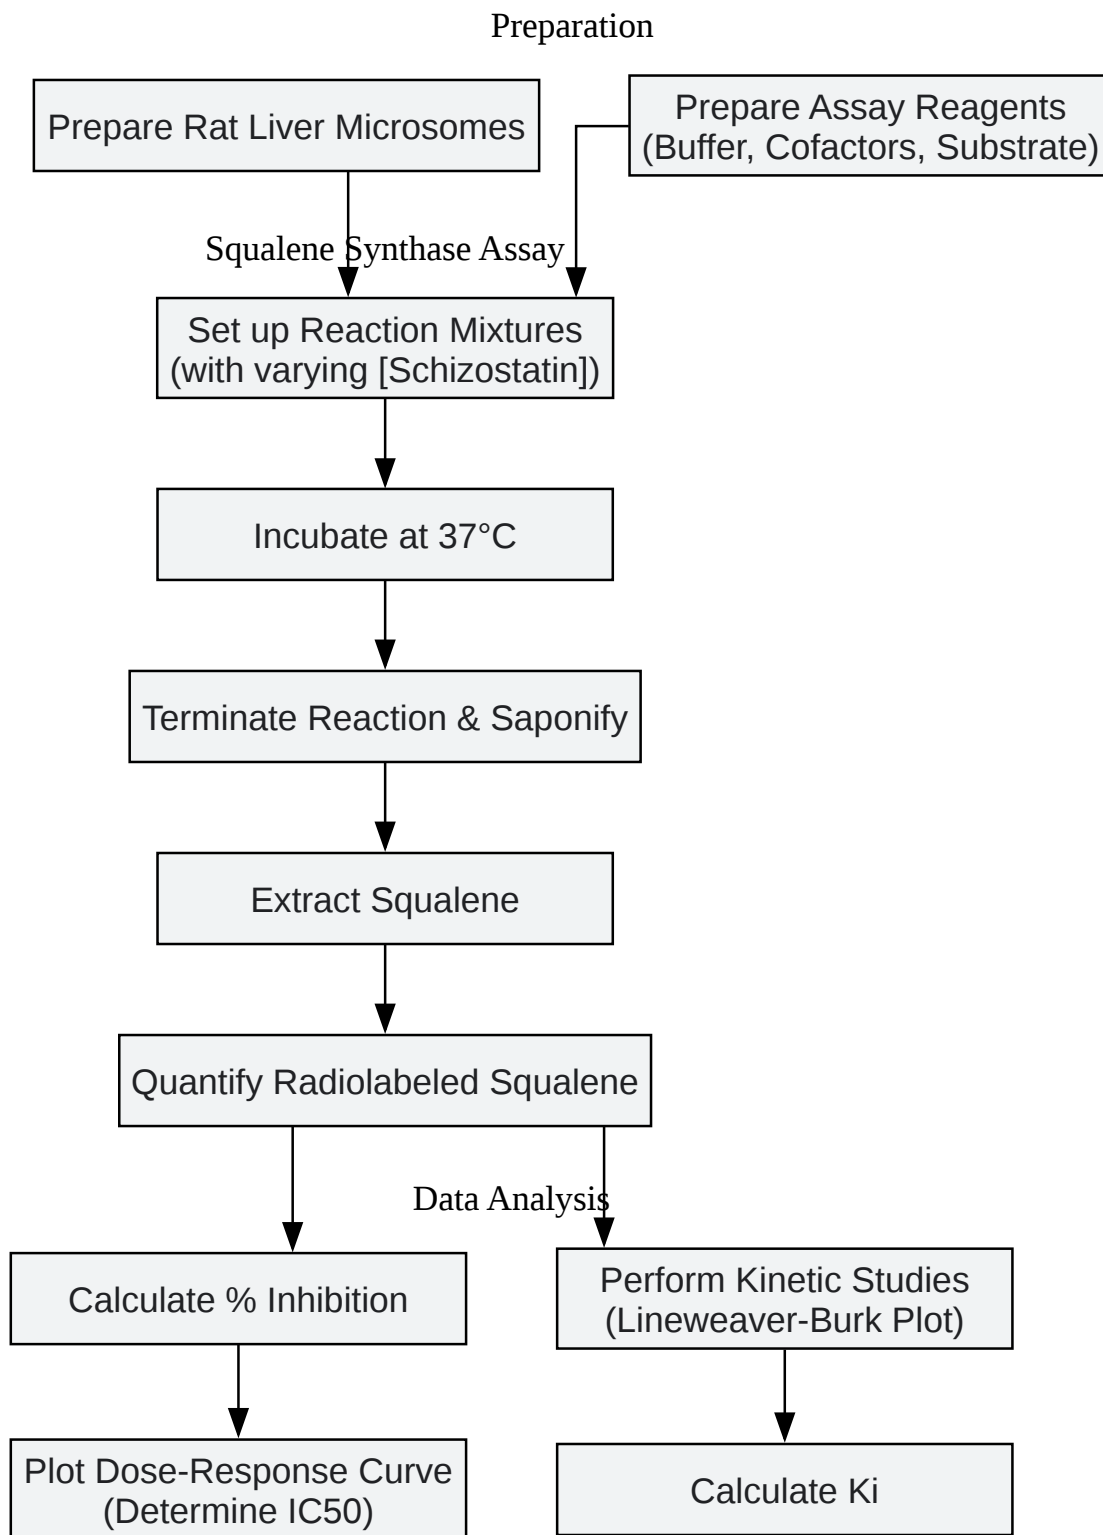 Preparation
Prepare Rat Liver Microsomes
Prepare Assay Reagents
(Buffer, Cofactors, Substrate)
Squalene Synthase Assay
Set up Reaction Mixtures
(with varying [Schizostatin])
Incubate at 37°C
Terminate Reaction & Saponify
Extract Squalene
Quantify Radiolabeled Squalene
Data Analysis
Calculate % Inhibition
Perform Kinetic Studies
(Lineweaver-Burk Plot)
Plot Dose-Response Curve
(Determine IC50)
Calculate Ki